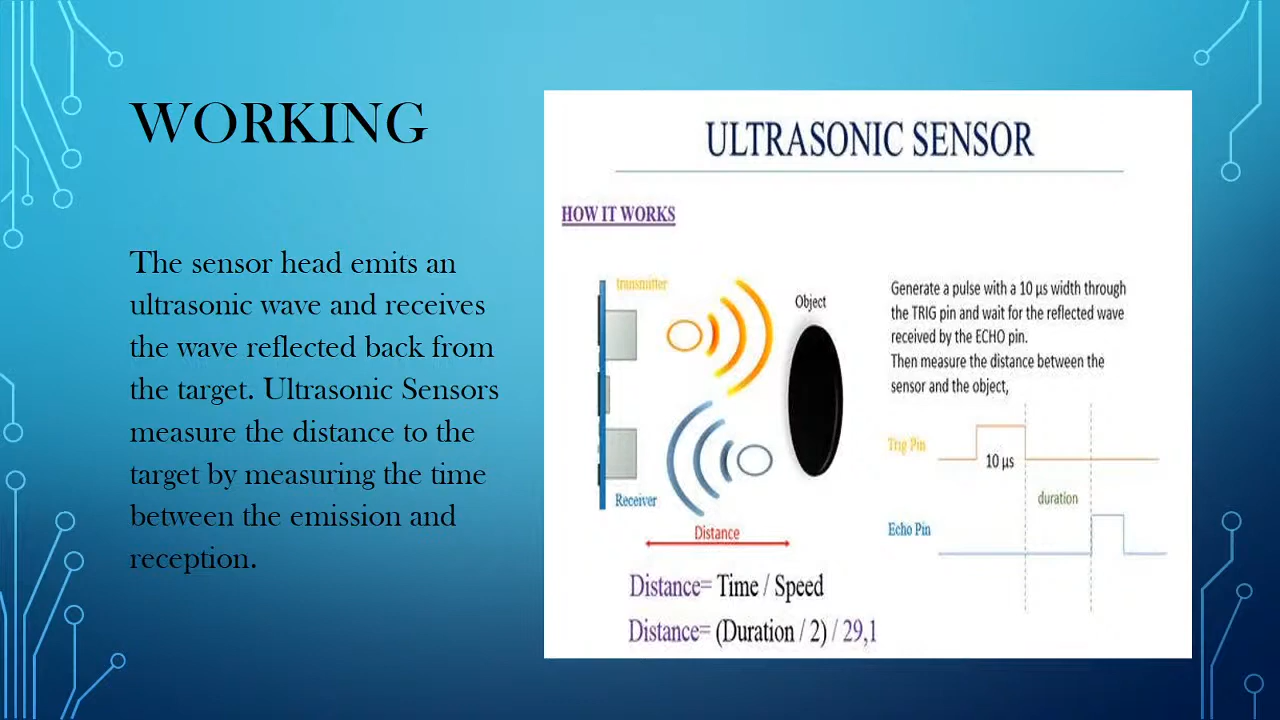 WORKING
The sensor head emits an
ultrasonic wave and receives
the wave reflected back from
the target. Ultrasonic Sensors
measure the distance to the
target by measuring the time
between the emission and
reception.
ULTRASONIC SENSOR
HOW IT WORKS
transmitter
Object
Receiver
Distance
Distance= Time / Speed
Distance= (Duration / 2) / 29,1
Generate a pulse with a 10 µs width through
the TRIG pin and wait for the reflected wave
received by the ECHO pin.
Then measure the distance between the
sensor and the object,
Trig Pin
10 µs
duration
Echo Pin